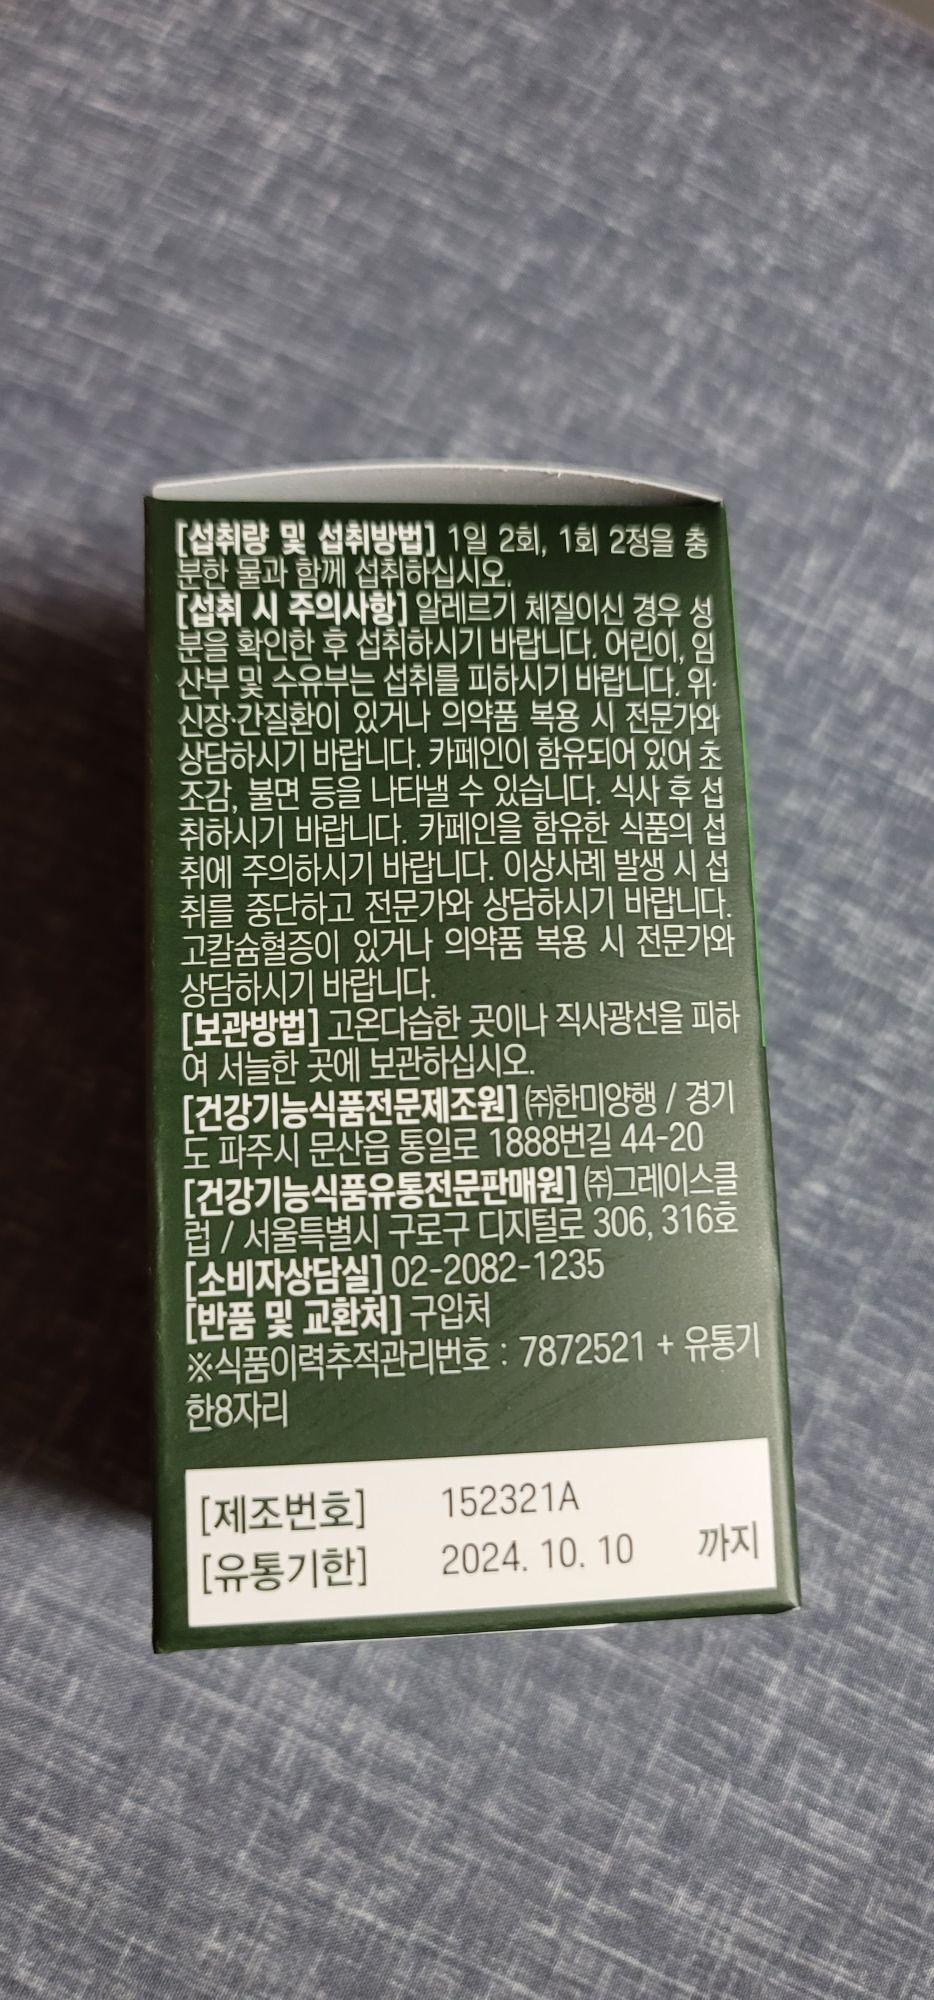 [섭취량 및 섭취방법] 1일 2회, 1회 2정을 충
분한 물과 함께 섭취하십시오.
[섭취 시 주의사항] 알레르기 체질이신 경우 성
분을 확인한 후 섭취하시기 바랍니다. 어린이, 임
산부 및 수유부는 섭취를 피하시기 바랍니다. 위·
신장·간질환이 있거나 의약품 복용 시 전문가와
상담하시기 바랍니다. 카페인이 함유되어 있어 초
조감, 불면 등을 나타낼 수 있습니다. 식사 후 섭
취하시기 바랍니다. 카페인을 함유한 식품의 섭
취에 주의하시기 바랍니다. 이상사례 발생 시 섭
취를 중단하고 전문가와 상담하시기 바랍니다.
고칼슘혈증이 있거나 의약품 복용 시 전문가와
상담하시기 바랍니다.
[보관방법] 고온다습한 곳이나 직사광선을 피하
여 서늘한 곳에 보관하십시오.
[건강기능식품전문제조원] ㈜한미양행 / 경기
도 파주시 문산읍 통일로 1888번길 44-20
[건강기능식품유통전문판매원] ㈜그레이스클
럽 / 서울특별시 구로구 디지털로 306, 316호
[소비자상담실] 02-2082-1235
[반품 및 교환처] 구입처
※식품이력추적관리번호 : 7872521 + 유통기
한8자리
[제조번호] 152321A
[유통기한] 2024. 10. 10 까지